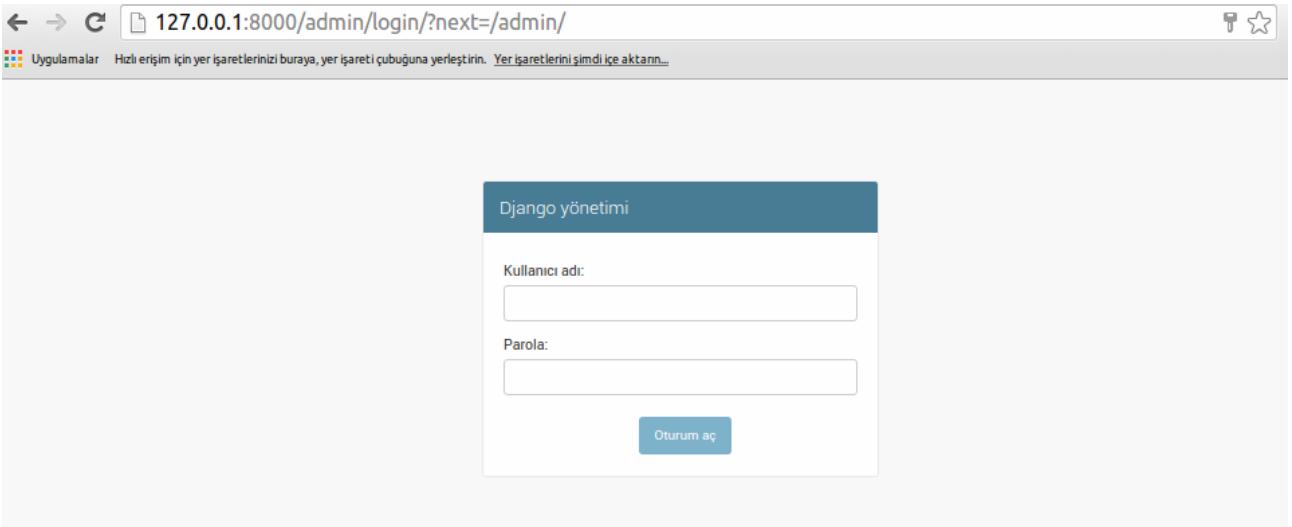 127.0.0.1:8000/admin/login/?next=/admin/
Uygulamalar Hızlı erişim için yer işaretlerinizi buraya, yer işareti çubuğuna yerleştirin. Yer işaretlerini şimdi içe aktarın...
Django yönetimi
Kullanıcı adı:
Parola:
Oturum aç